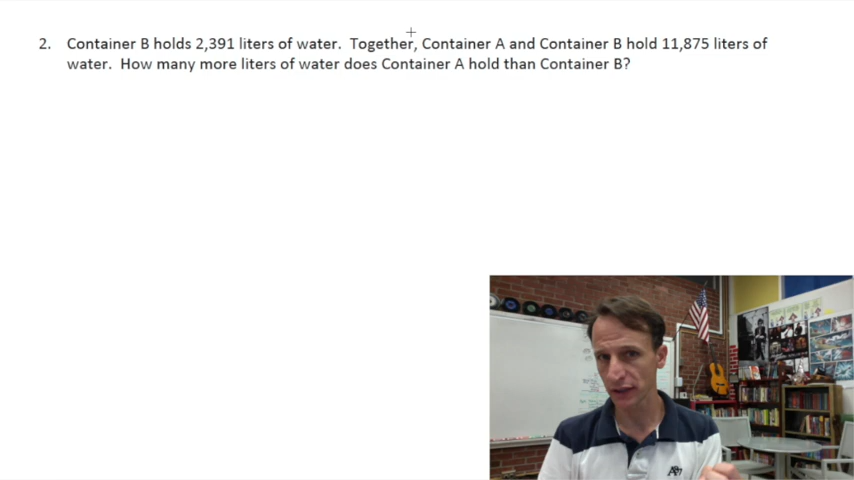 2. Container B holds 2,391 liters of water. Together, Container A and Container B hold 11,875 liters of
water. How many more liters of water does Container A hold than Container B?